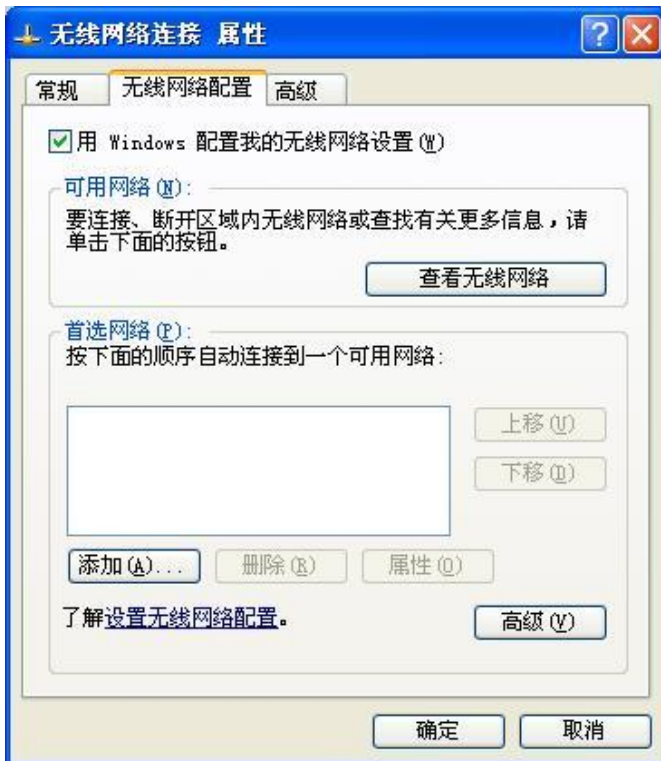 无线网络连接 属性
常规 无线网络配置 高级
用 Windows 配置我的无线网络设置(W)
可用网络(N):
要连接、断开区域内无线网络或查找有关更多信息，请
单击下面的按钮。
查看无线网络
首选网络(P):
按下面的顺序自动连接到一个可用网络:
上移(U)
下移(D)
添加(A)... 删除(R) 属性(O)
了解设置无线网络配置。
高级(V)
确定 取消